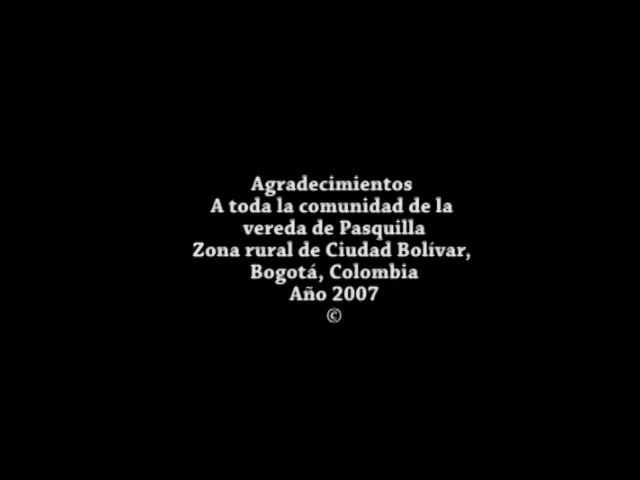 Agradecimientos
A toda la comunidad de la
vereda de Pasquilla
Zona rural de Ciudad Bolívar,
Bogotá, Colombia
Año 2007
©